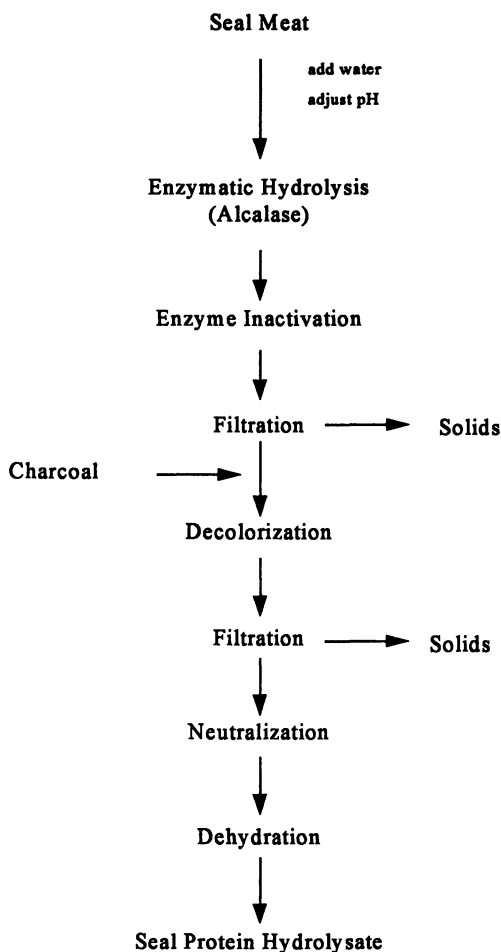 Seal Meat
add water
adjust pH
Enzymatic Hydrolysis
(Alcalase)
Enzyme Inactivation
Filtration
Solids
Charcoal
Decolorization
Filtration
Solids
Neutralization
Dehydration
Seal Protein Hydrolysate